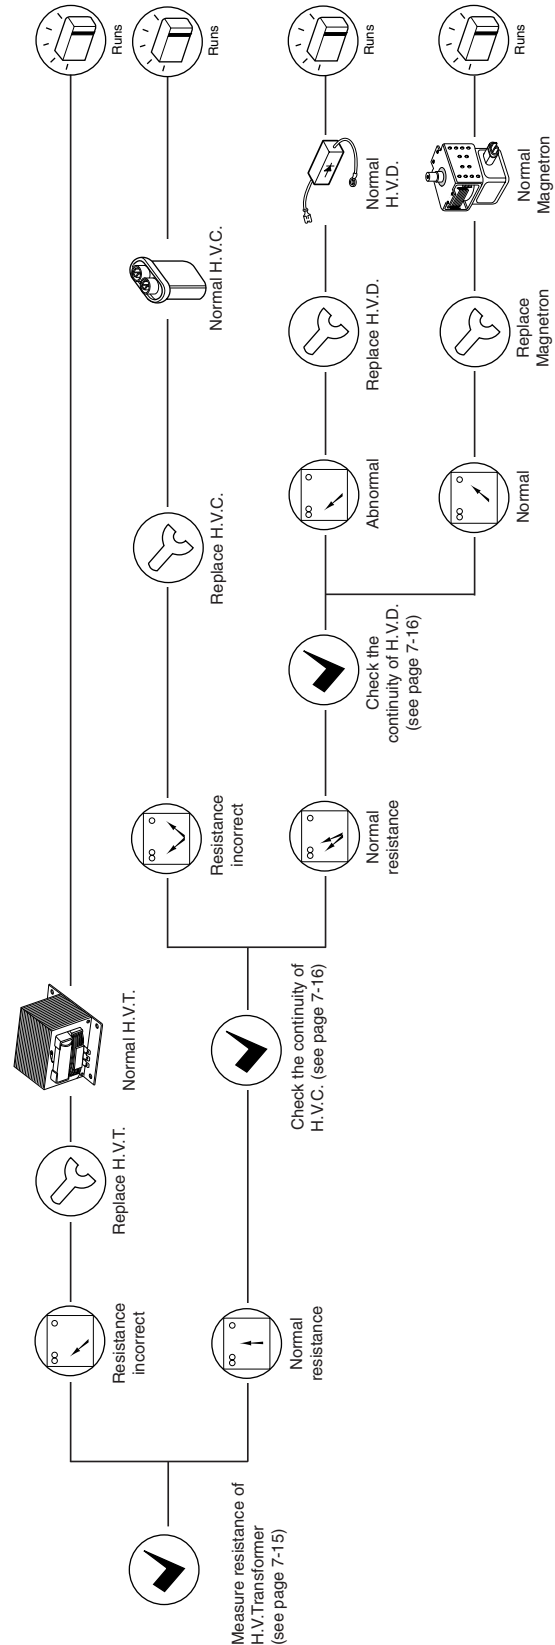 Measure resistance of
H.V.Transformer
(see page 7-15)
Resistance
incorrect
Replace H.V.T.
Normal H.V.T.
Runs
Normal
resistance
Check the continuity of
H.V.C. (see page 7-16)
Resistance
incorrect
Replace H.V.C.
Normal H.V.C.
Runs
Normal
resistance
Check the
continuity of H.V.D.
(see page 7-16)
Abnormal
Replace H.V.D.
Normal
H.V.D.
Runs
Normal
Replace
Magnetron
Normal
Magnetron
Runs